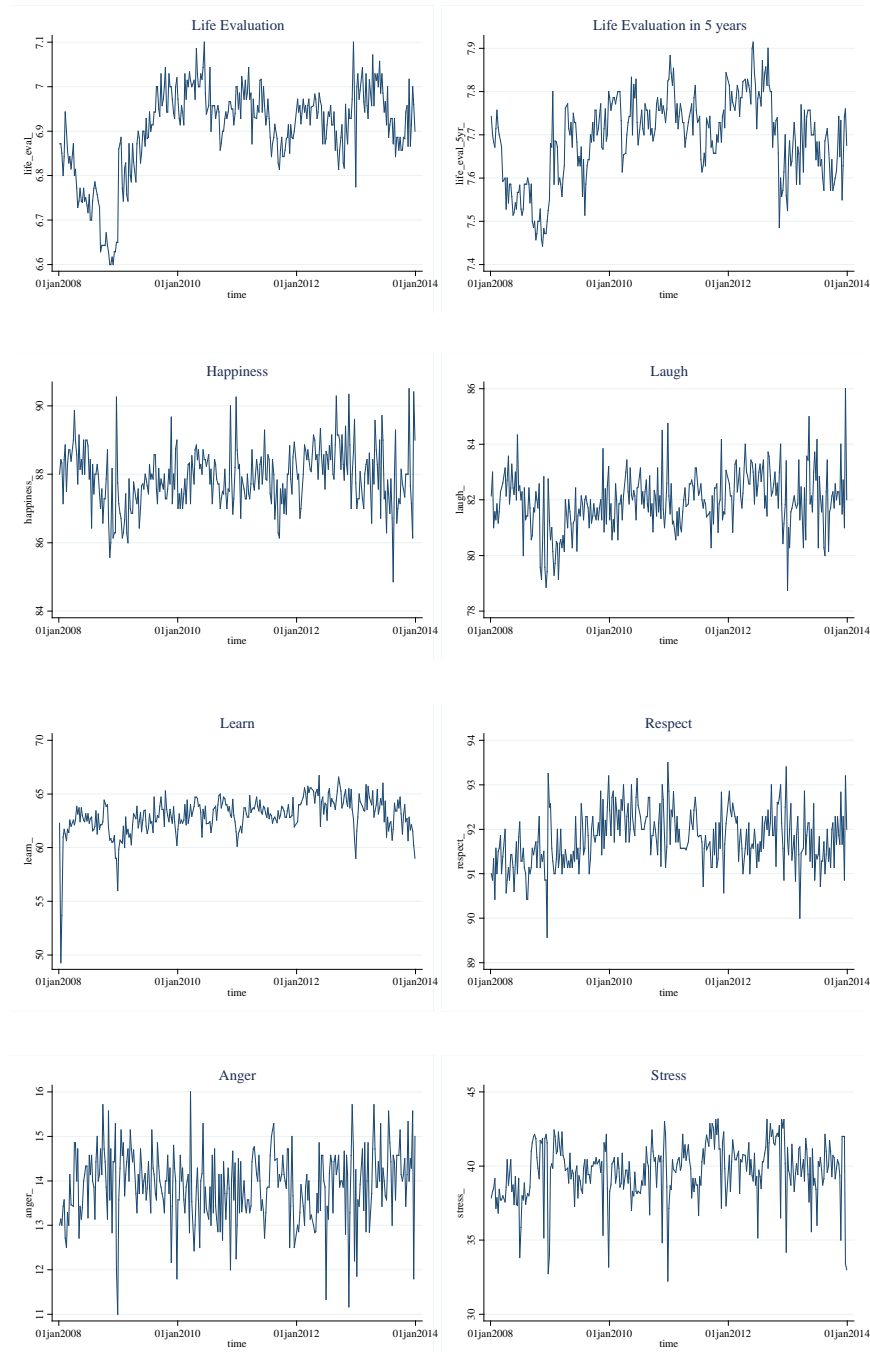 Life Evaluation
life_eval_
7.1
7
6.9
6.8
6.7
6.6
01jan2008 01jan2010 01jan2012 01jan2014
time
Life Evaluation in 5 years
life_eval_5yr_
7.9
7.8
7.7
7.6
7.5
7.4
01jan2008 01jan2010 01jan2012 01jan2014
time
Happiness
happiness_
90
88
86
84
01jan2008 01jan2010 01jan2012 01jan2014
time
Laugh
laugh_
86
84
82
80
78
01jan2008 01jan2010 01jan2012 01jan2014
time
Learn
learn_
70
65
60
55
50
01jan2008 01jan2010 01jan2012 01jan2014
time
Respect
respect_
94
93
92
91
90
89
01jan2008 01jan2010 01jan2012 01jan2014
time
Anger
anger_
16
15
14
13
12
11
01jan2008 01jan2010 01jan2012 01jan2014
time
Stress
stress_
45
40
35
30
01jan2008 01jan2010 01jan2012 01jan2014
time